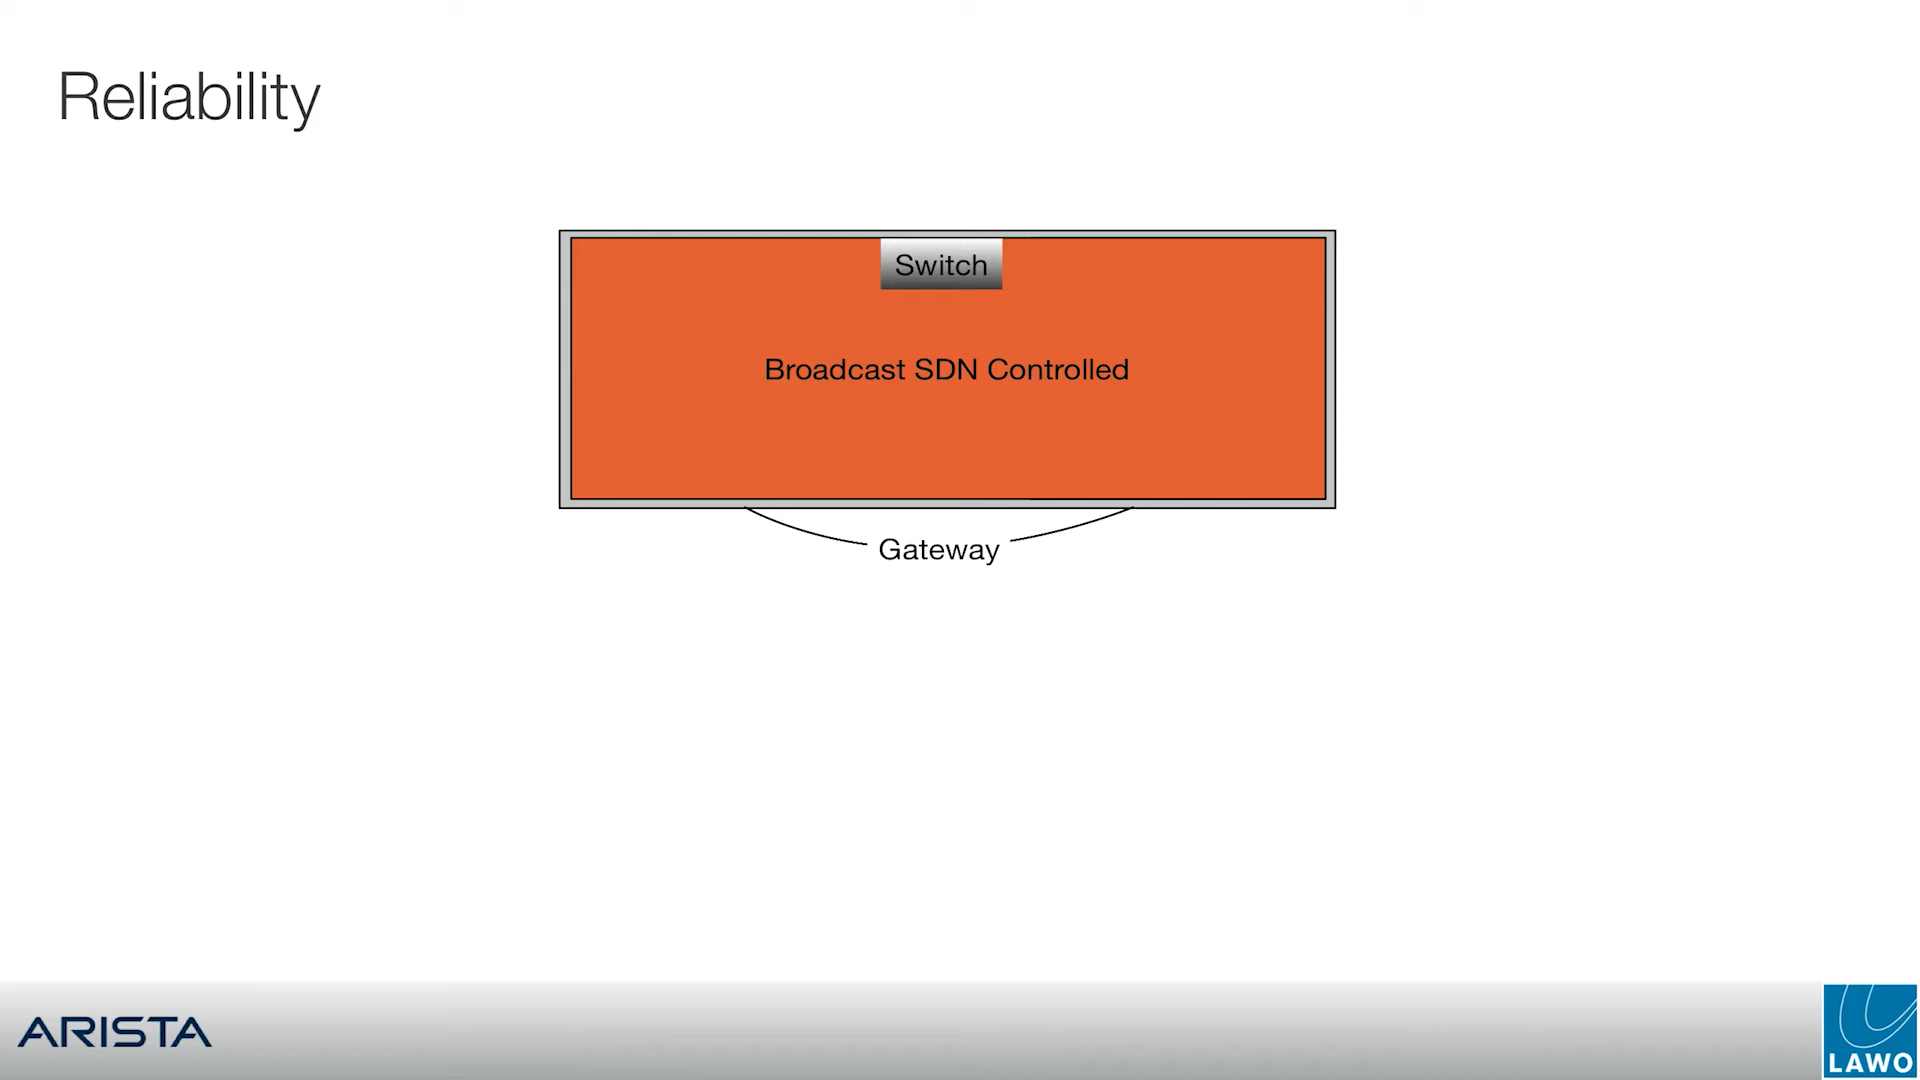 Reliability
Switch
Broadcast SDN Controlled
Gateway
ARISTA
LAWO